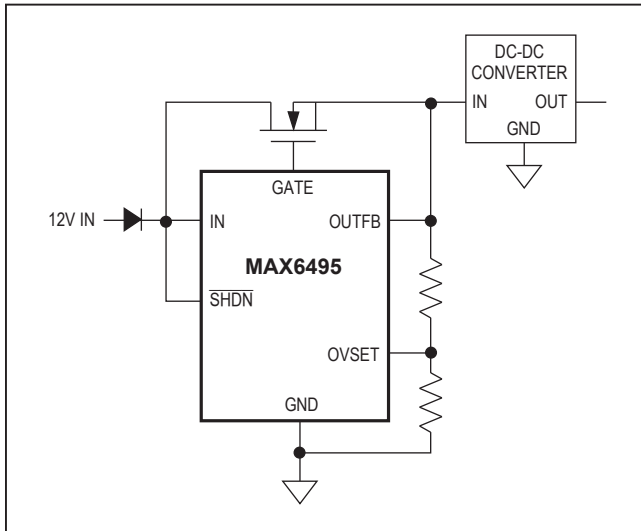 DC-DC
CONVERTER
IN OUT
GND
GATE
12V IN
IN OUTFB
MAX6495
SHDN
OVSET
GND